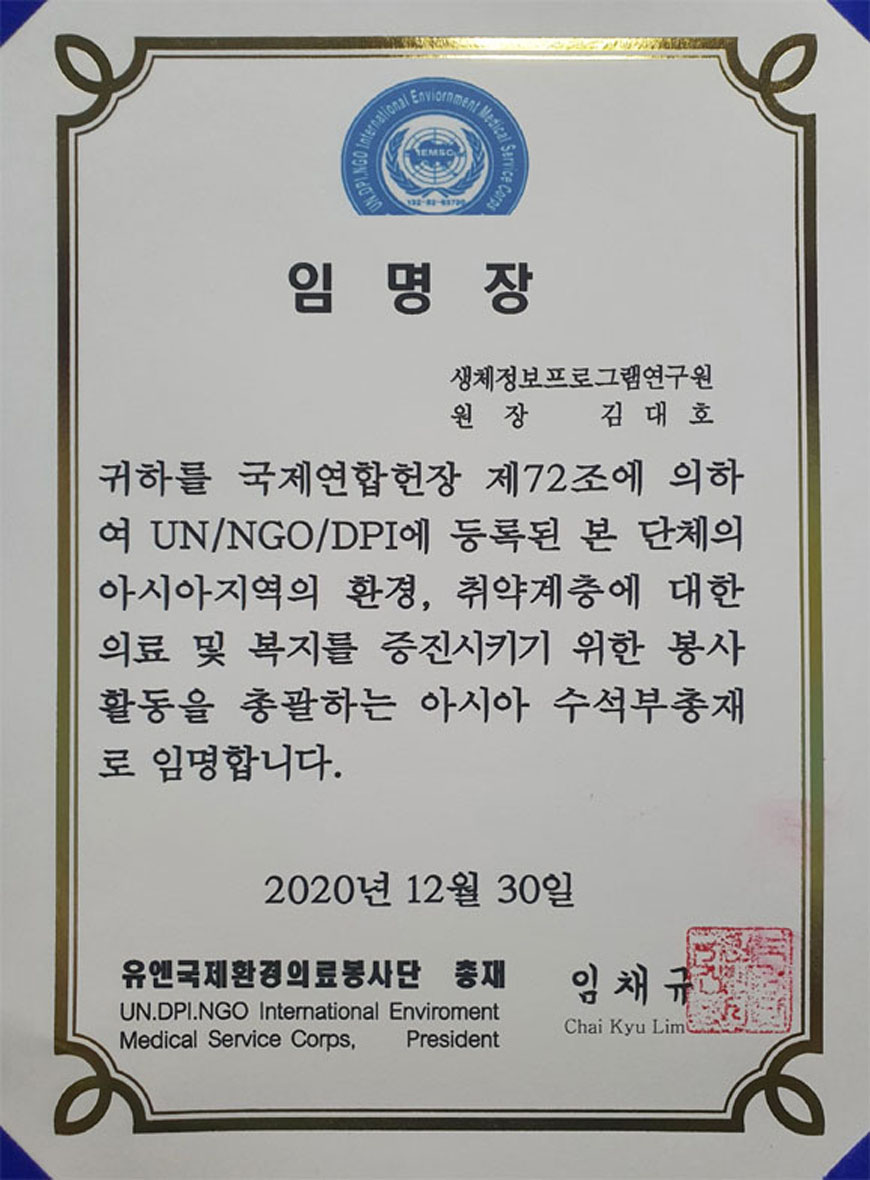 UN.DPI.NGO International Enviornment Medical Service Corps
IEMSC
임 명 장
생체정보프로그램연구원
원 장 김 대 호
귀하를 국제연합헌장 제72조에 의하
여 UN/NGO/DPI에 등록된 본 단체의
아시아지역의 환경, 취약계층에 대한
의료 및 복지를 증진시키기 위한 봉사
활동을 총괄하는 아시아 수석부총재
로 임명합니다.
2020년 12월 30일
유엔국제환경의료봉사단 총재 임채규
UN.DPI.NGO International Enviroment
Medical Service Corps, President
Chai Kyu Lim